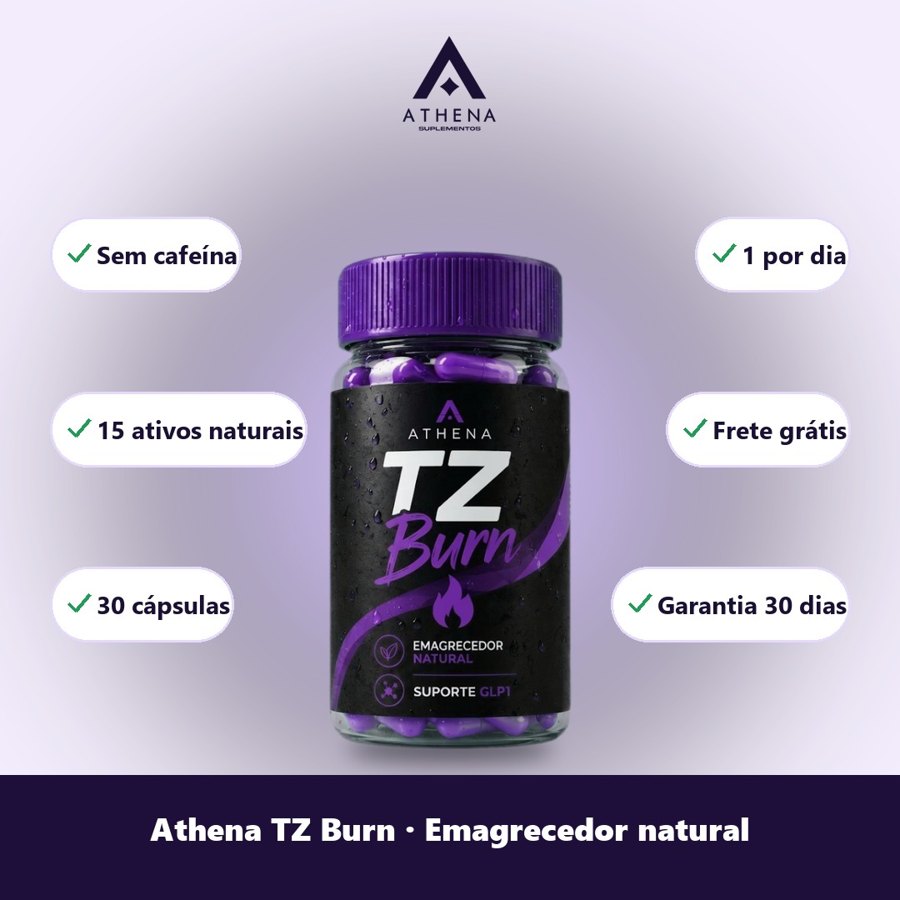 ATHENA
SUPLEMENTOS
✓ Sem cafeína
✓ 1 por dia
✓ 15 ativos naturais
✓ Frete grátis
✓ 30 cápsulas
✓ Garantia 30 dias
ATHENA
TZ
Burn
EMAGRECEDOR
NATURAL
SUPORTE GLP1
Athena TZ Burn · Emagrecedor natural